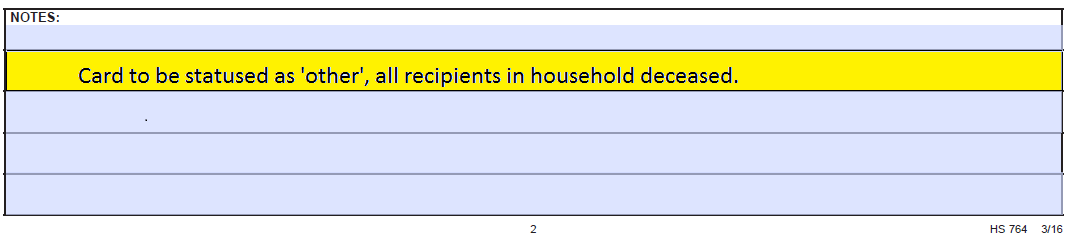 NOTES:
Card to be statused as 'other', all recipients in household deceased.
.
2 HS 764 3/16